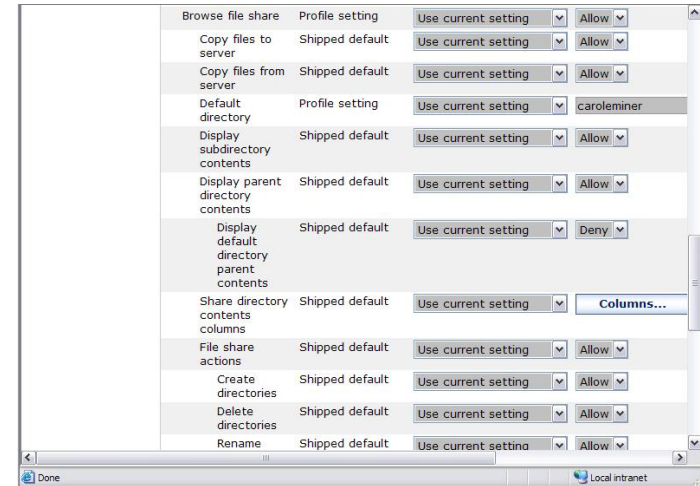 Browse file share Profile setting Use current setting Allow
Copy files to server Shipped default Use current setting Allow
Copy files from server Shipped default Use current setting Allow
Default directory Profile setting Use current setting caroleminer
Display subdirectory contents Shipped default Use current setting Allow
Display parent directory contents Shipped default Use current setting Allow
Display default directory parent contents Shipped default Use current setting Deny
Share directory contents columns Shipped default Use current setting Columns...
File share actions Shipped default Use current setting Allow
Create directories Shipped default Use current setting Allow
Delete directories Shipped default Use current setting Allow
Rename Shipped default Use current setting Allow
Done Local intranet